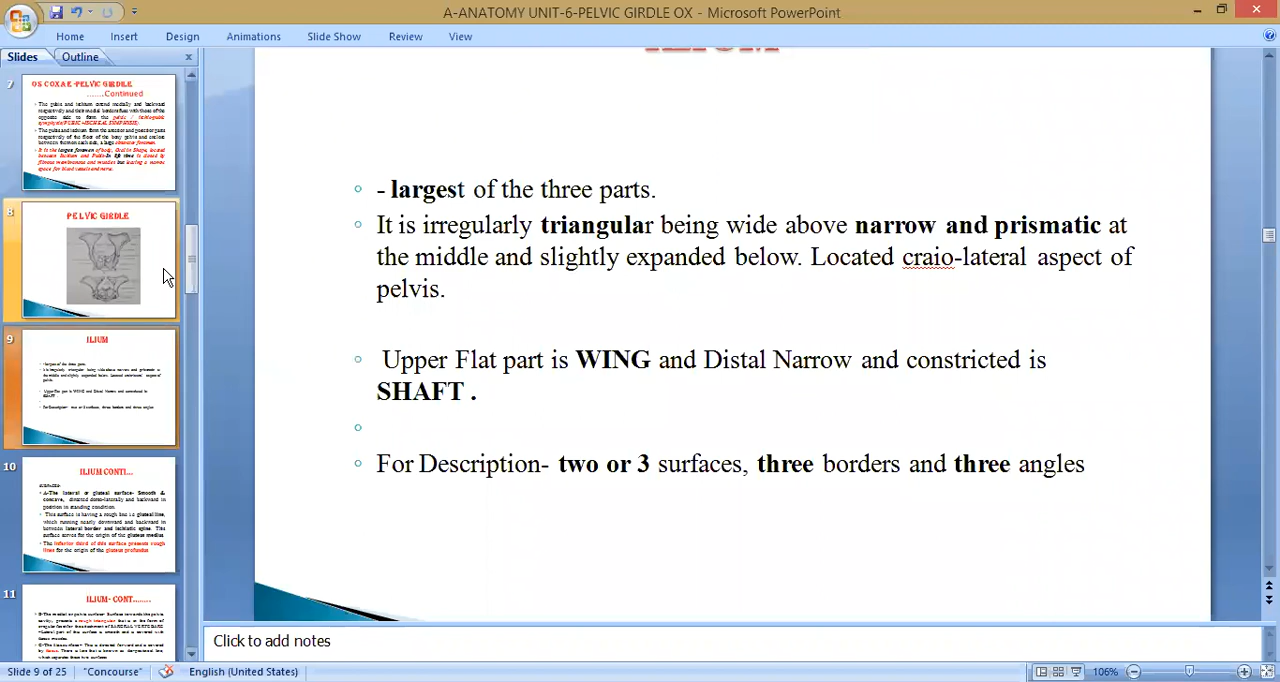 A-ANATOMY UNIT-6-PELVIC GIRDLE OX - Microsoft PowerPoint
Home Insert Design Animations Slide Show Review View
Slides Outline
7
OS COXAE-PELVIC GIRDLE
.......Continued
8
PELVIC GIRDLE
9
ILIUM
10
ILIUM CONTI...
11
ILIUM- CONT........
ILIUM
- largest of the three parts.
It is irregularly triangular being wide above narrow and prismatic at
the middle and slightly expanded below. Located craio-lateral aspect of
pelvis.
Upper Flat part is WING and Distal Narrow and constricted is
SHAFT .
For Description- two or 3 surfaces, three borders and three angles
Click to add notes
Slide 9 of 25 "Concourse" English (United States) 106%